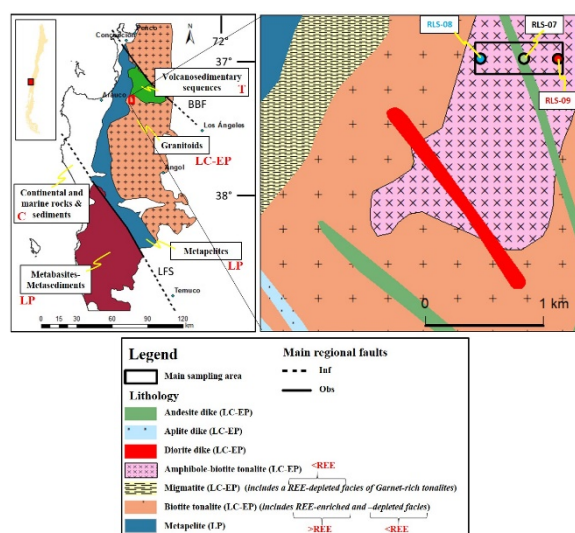 Penco
Concepción
72°
37°
N
Volcanosedimentary
sequences
T
Arauco
BBF
Los Ángeles
Granitoids
LC-EP
Angol
Continental and
marine rocks &
sediments
C
38°
Metapelites
LP
Metabasites-
Metasediments
LP
LFS
Temuco
0 15 30 60 90 120
km
RLS-08
RLS-07
RLS-09
0 1 km
Legend
Main sampling area
Main regional faults
Inf
Obs
Lithology
Andesite dike (LC-EP)
Aplite dike (LC-EP)
Diorite dike (LC-EP)
<REE
Amphibole-biotite tonalite (LC-EP)
Migmatite (LC-EP) (includes a REE-depleted facies of Garnet-rich tonalites)
Biotite tonalite (LC-EP) (Includes REE-enriched and –depleted facies)
Metapelite (LP)
>REE <REE